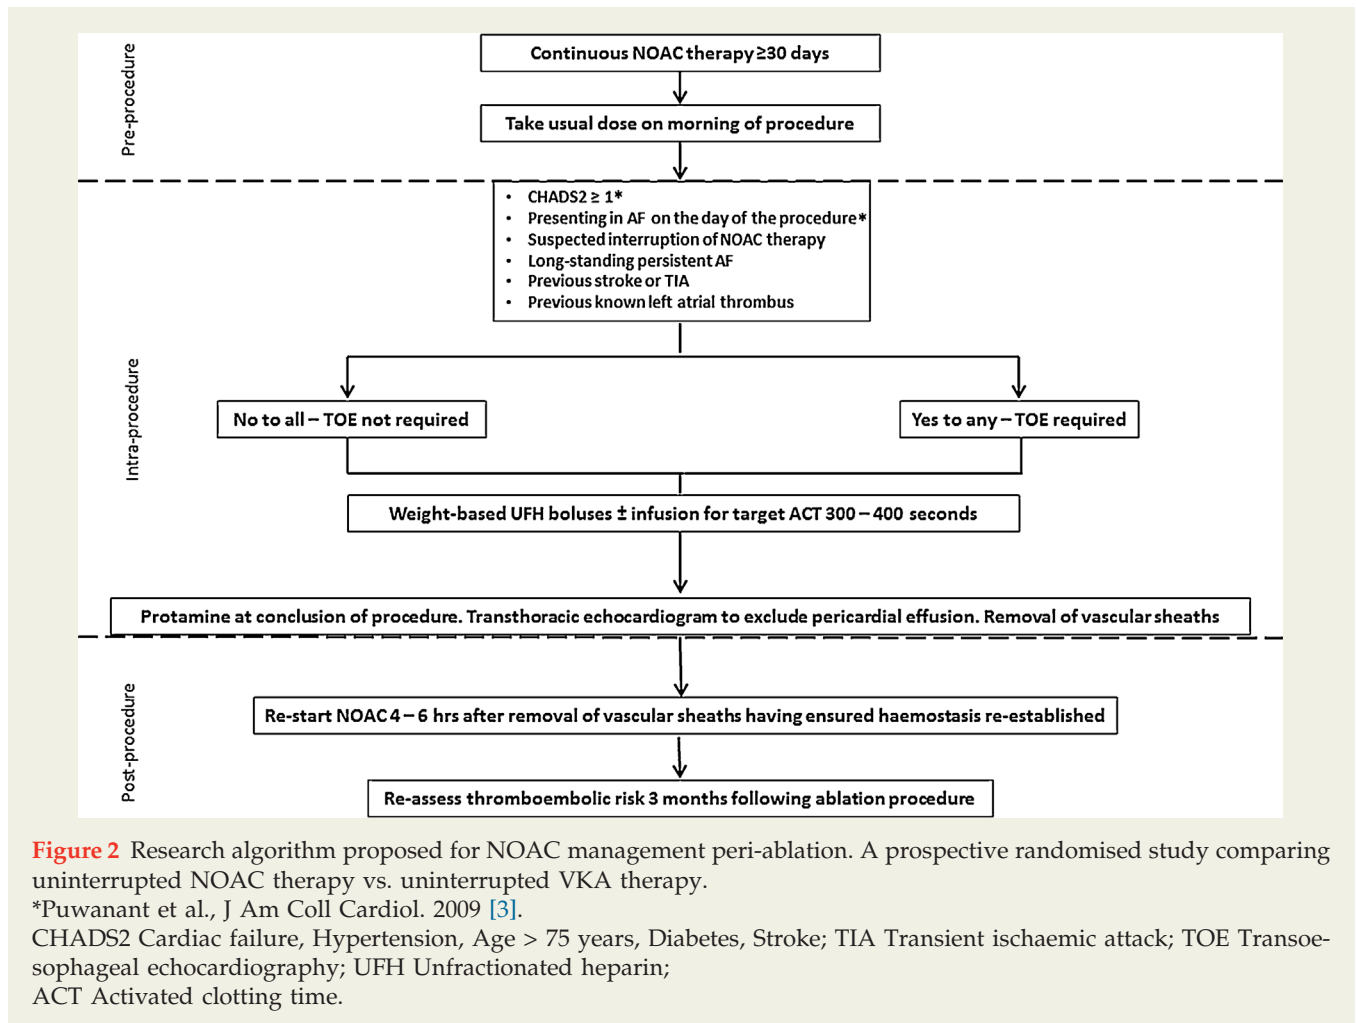 Pre-procedure
Continuous NOAC therapy ≥30 days
Take usual dose on morning of procedure
Intra-procedure
• CHADS2 ≥ 1*
• Presenting in AF on the day of the procedure*
• Suspected interruption of NOAC therapy
• Long-standing persistent AF
• Previous stroke or TIA
• Previous known left atrial thrombus
No to all – TOE not required
Yes to any – TOE required
Weight-based UFH boluses ± infusion for target ACT 300 – 400 seconds
Protamine at conclusion of procedure. Transthoracic echocardiogram to exclude pericardial effusion. Removal of vascular sheaths
Post-procedure
Re-start NOAC 4 – 6 hrs after removal of vascular sheaths having ensured haemostasis re-established
Re-assess thromboembolic risk 3 months following ablation procedure
Figure 2 Research algorithm proposed for NOAC management peri-ablation. A prospective randomised study comparing
uninterrupted NOAC therapy vs. uninterrupted VKA therapy.
*Puwanant et al., J Am Coll Cardiol. 2009 [3].
CHADS2 Cardiac failure, Hypertension, Age > 75 years, Diabetes, Stroke; TIA Transient ischaemic attack; TOE Transoe-
sophageal echocardiography; UFH Unfractionated heparin;
ACT Activated clotting time.